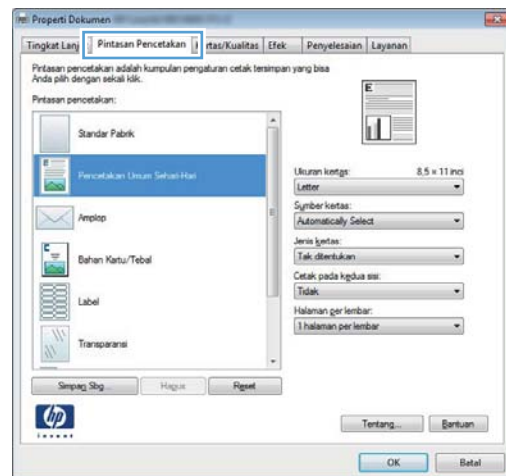 Properti Dokumen
Tingkat Lanj
Pintasan Pencetakan
rtas/Kualitas
Efek
Penyelesaian
Layanan
Pintasan pencetakan adalah kumpulan pengaturan cetak tersimpan yang bisa
Anda pilih dengan sekali klik.
Pintasan pencetakan:
Standar Pabrik
Pencetakan Umum Sehari-Hari
Amplop
Bahan Kartu/Tebal
Label
Transparansi
Simpan Sbg...
Hapus
Reset
E
Ukuran kertas: 8,5 × 11 inci
Letter
Sumber kertas:
Automatically Select
Jenis kertas:
Tak ditentukan
Cetak pada kedua sisi:
Tidak
Halaman per lembar:
1 halaman per lembar
hp
invent
Tentang...
Bantuan
OK
Batal